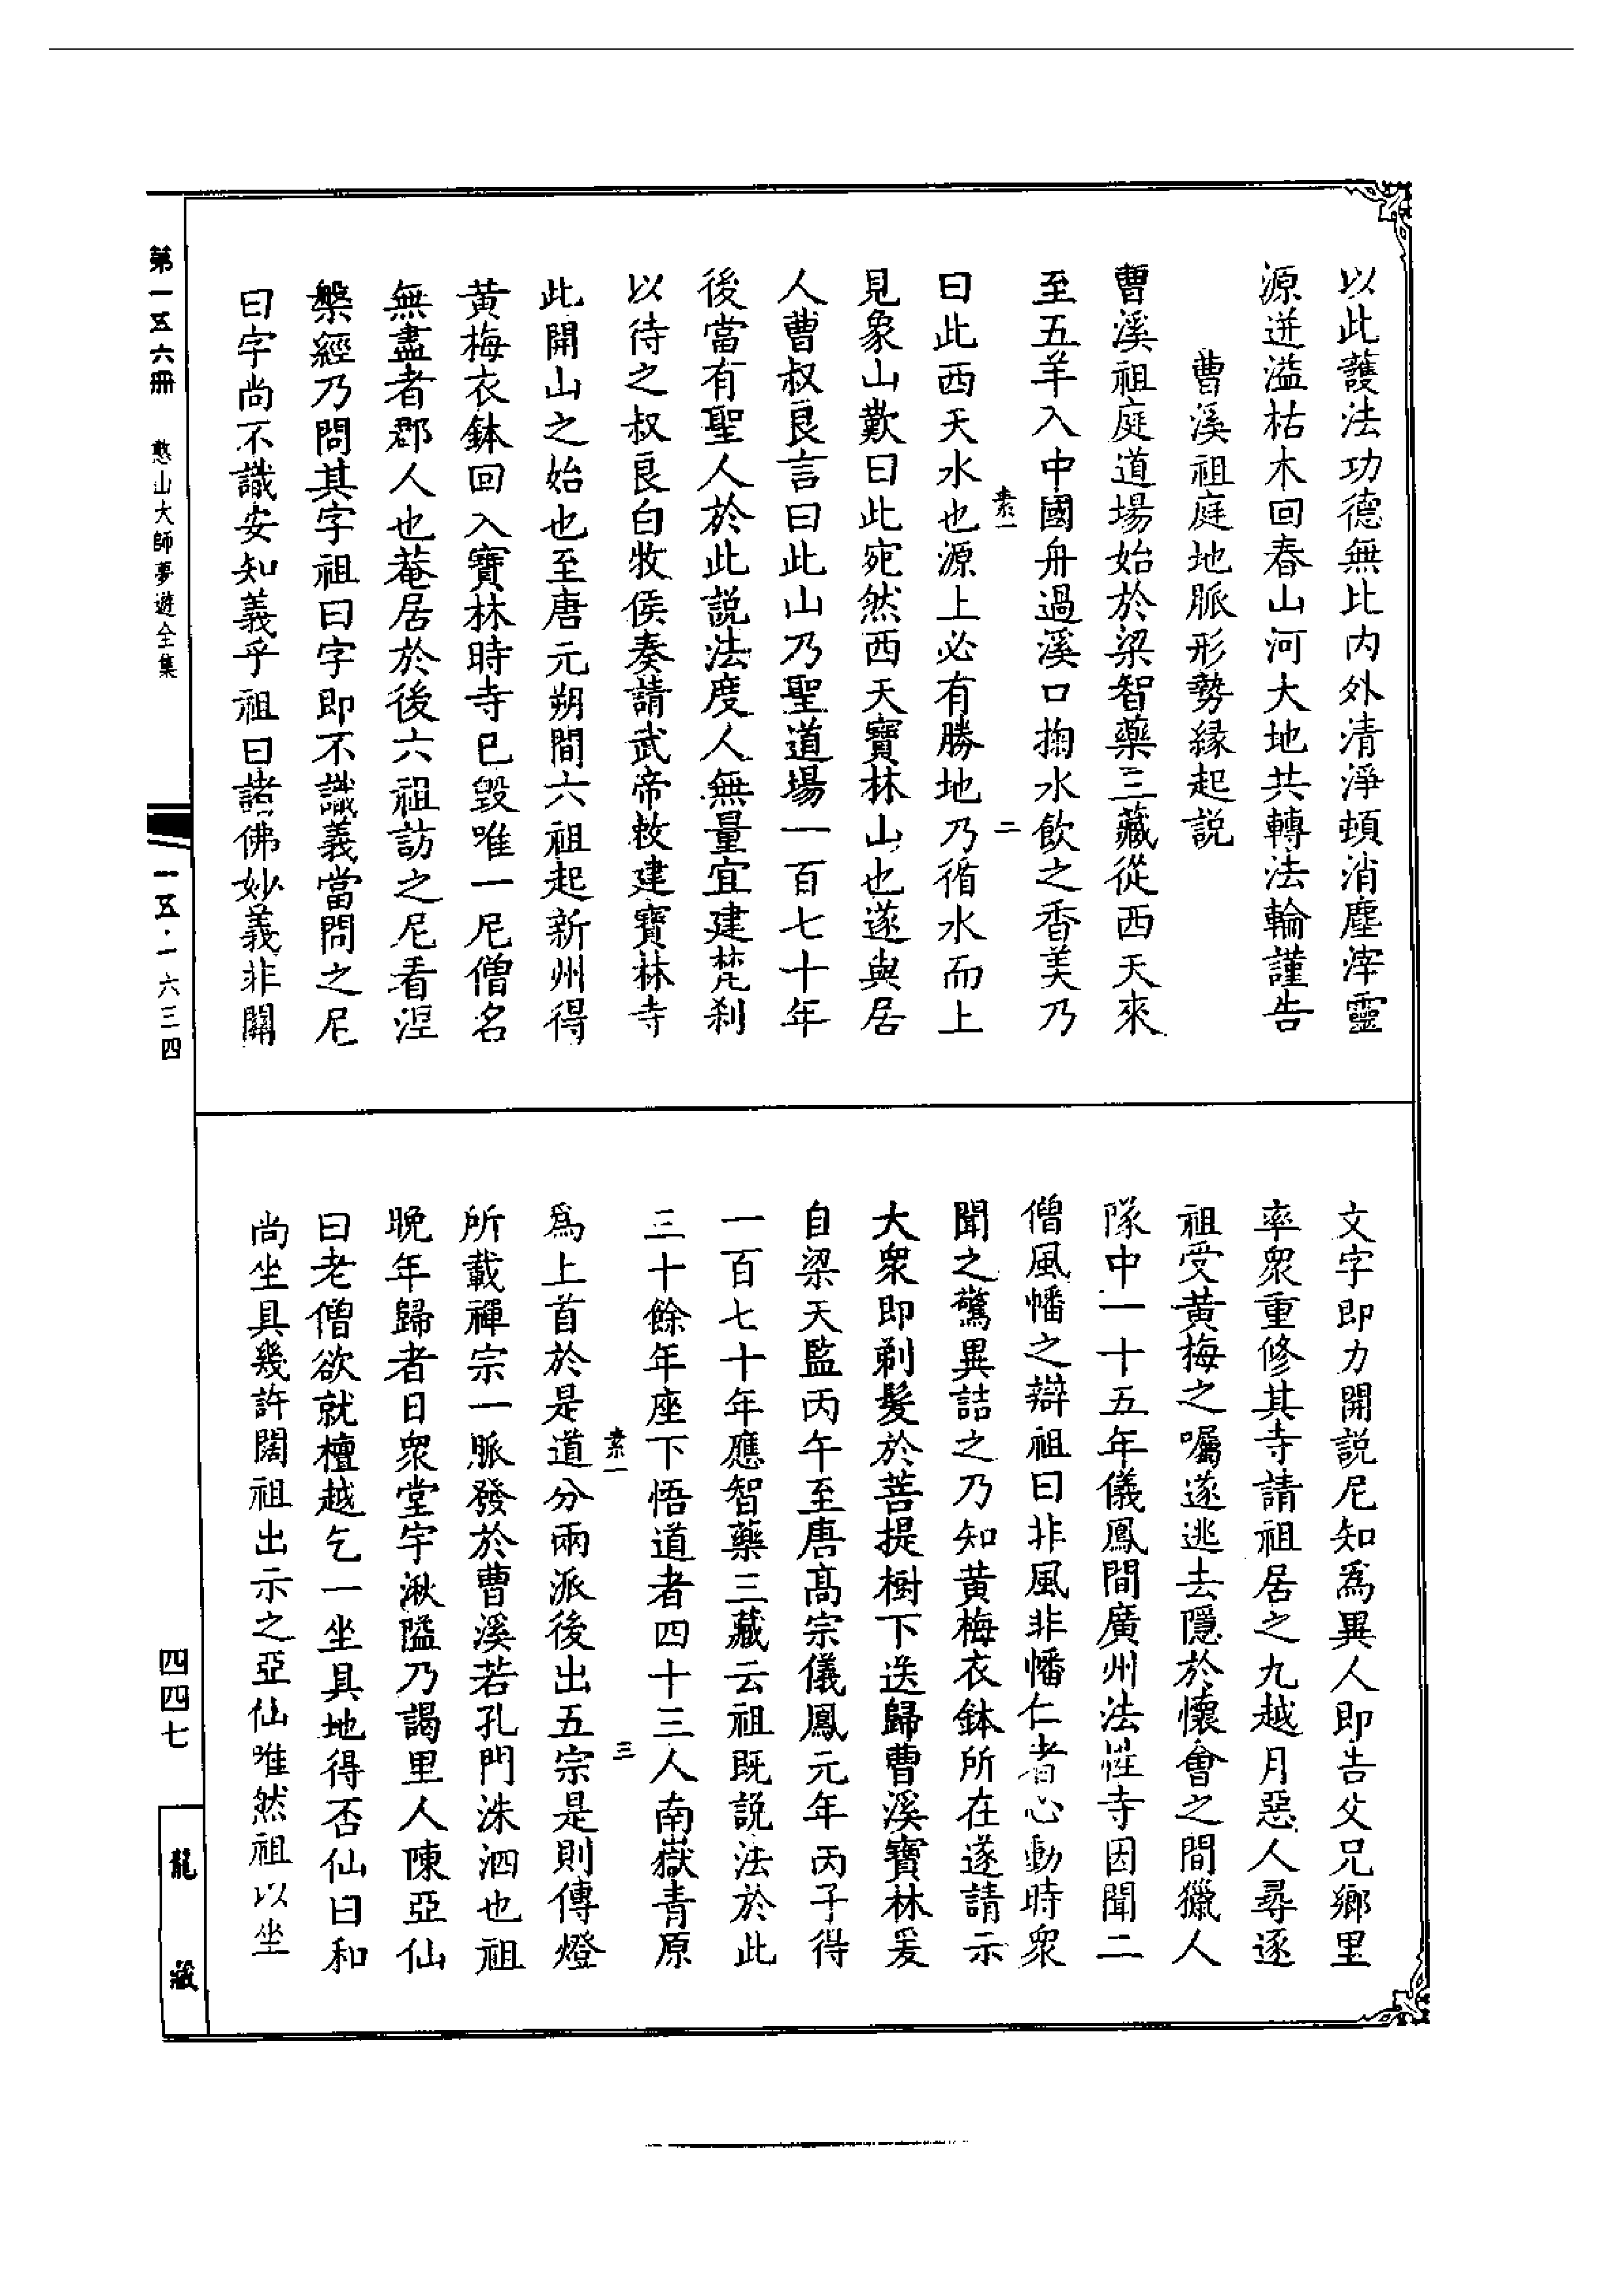 以此護法功德無比內外清淨頓消塵滓靈
源迸溢枯木回春山河大地共轉法輪謹告
曹溪祖庭地脈形勢緣起説
曹溪祖庭道場始於梁智藥三藏從西天來
至五羊入中國舟過溪口掬水飲之香美乃
素一
二
曰此西天水也源上必有勝地乃循水而上
見象山歎曰此宛然西天寶林山也遂與居
人曹叔良言曰此山乃聖道場一百七十年
後當有聖人於此説法度人無量宜建梵剎
以待之叔良白牧侯奏請武帝敕建寶林寺
此開山之始也至唐元朔間六祖起新州得
黃梅衣鉢回入寶林時寺已毀唯一尼僧名
無盡者郡人也菴居於後六祖訪之尼看涅
槃經乃問其字祖曰字即不識義當問之尼
曰字尚不識安知義乎祖曰諸佛妙義非關
文字即力開説尼知爲異人即告父兄鄉里
率衆重修其寺請祖居之九越月惡人尋逐
祖受黃梅之囑遂逃去隱於懷會之間獵人
隊中一十五年儀鳳間廣州法性寺因聞二
僧風幡之辯祖曰非風非幡仁者心動時衆
聞之驚異詰之乃知黃梅衣鉢所在遂請示
大衆即剃髮於菩提樹下送歸曹溪寶林爰
自梁天監丙午至唐髙宗儀鳳元年丙子得
一百七十年應智藥三藏云祖既説法於此
三十餘年座下悟道者四十三人南嶽青原
素一
三
爲上首於是道分兩派後出五宗是則傳燈
所載禪宗一脈發於曹溪若孔門洙泗也祖
晚年歸者日衆堂宇湫隘乃謁里人陳亞仙
曰老僧欲就檀越乞一坐具地得否仙曰和
尚坐具幾許闊祖出示之亞仙唯然祖以坐
第一五六冊
憨山大師夢遊全集
一五·一六三四
四四七
龍藏